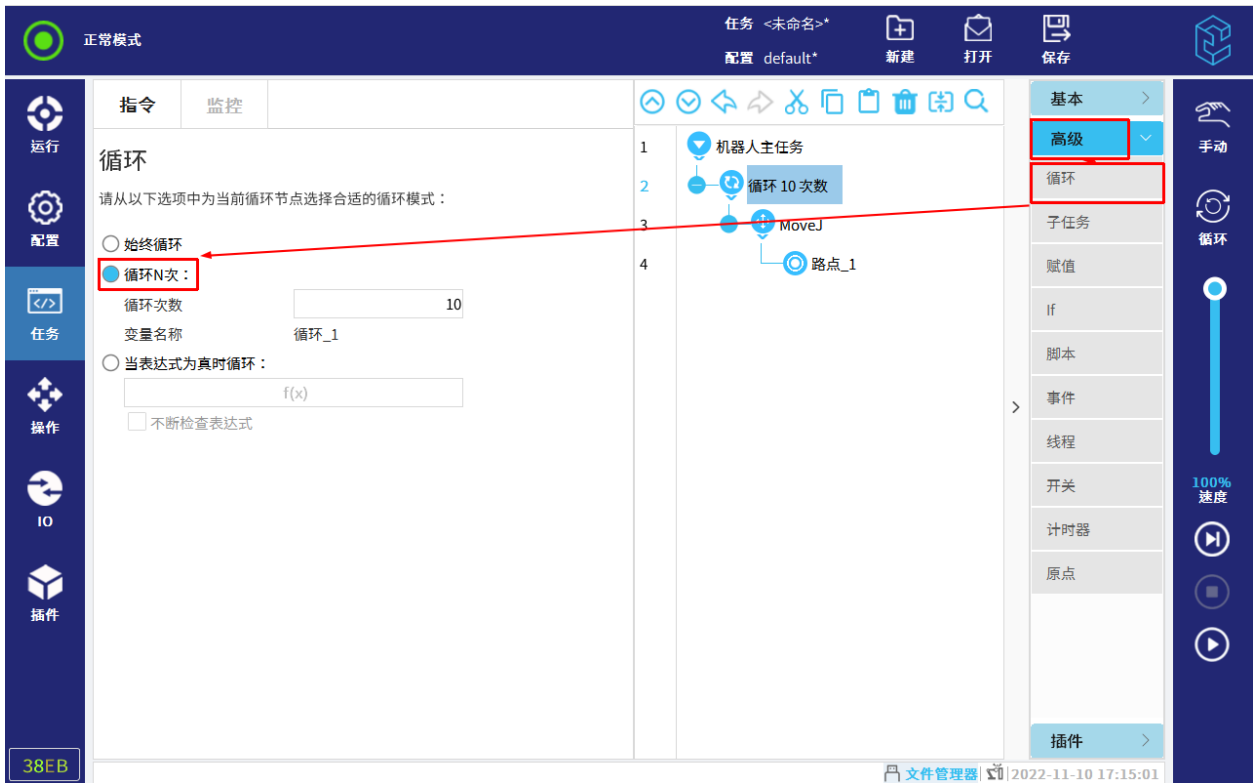 正常模式
任务 <未命名>*
配置 default*
新建
打开
保存
运行
配置
任务
操作
IO
插件
38EB
指令
监控
循环
请从以下选项中为当前循环节点选择合适的循环模式：
始终循环
循环N次：
循环次数 10
变量名称 循环_1
当表达式为真时循环：
f(x)
不断检查表达式
1 机器人主任务
2 循环 10 次数
3 MoveJ
4 路点_1
基本
高级
循环
子任务
赋值
If
脚本
事件
线程
开关
计时器
原点
插件
手动
循环
100%
速度
文件管理器
2022-11-10 17:15:01